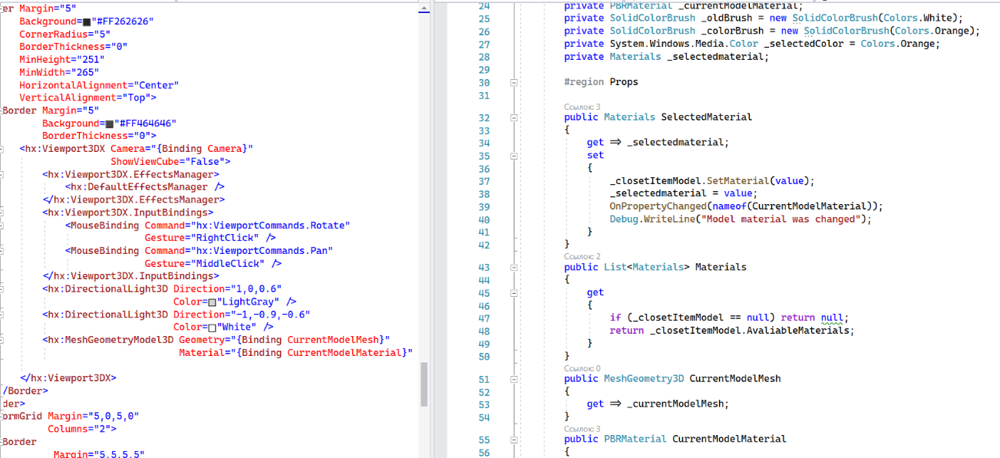 er Margin="5"
Background="#FF262626"
CornerRadius="5"
BorderThickness="0"
MinHeight="251"
MinWidth="265"
HorizontalAlignment="Center"
VerticalAlignment="Top">
Border Margin="5"
Background="#FF464646"
BorderThickness="0">
<hx:Viewport3DX Camera="{Binding Camera}"
ShowViewCube="False">
<hx:Viewport3DX.EffectsManager>
<hx:DefaultEffectsManager />
</hx:Viewport3DX.EffectsManager>
<hx:Viewport3DX.InputBindings>
<MouseBinding Command="hx:ViewportCommands.Rotate"
Gesture="RightClick" />
<MouseBinding Command="hx:ViewportCommands.Pan"
Gesture="MiddleClick" />
</hx:Viewport3DX.InputBindings>
<hx:DirectionalLight3D Direction="1,0,0.6"
Color="LightGray" />
<hx:DirectionalLight3D Direction="-1,-0.9,-0.6"
Color="White" />
<hx:MeshGeometryModel3D Geometry="{Binding CurrentModelMesh}"
Material="{Binding CurrentModelMaterial}"
</hx:Viewport3DX>
/Border>
der>
ormGrid Margin="5,0,5,0"
Columns="2">
Border
Margin="5,5,5,5"
24 private PBRMaterial _currentModelMaterial;
25 private SolidColorBrush _oldBrush = new SolidColorBrush(Colors.White);
26 private SolidColorBrush _colorBrush = new SolidColorBrush(Colors.Orange);
27 private System.Windows.Media.Color _selectedColor = Colors.Orange;
28 private Materials _selectedmaterial;
29
30 #region Props
31
Ссылок: 3
32 public Materials SelectedMaterial
33 {
34 get => _selectedmaterial;
35 set
36 {
37 _closetItemModel.SetMaterial(value);
38 _selectedmaterial = value;
39 OnPropertyChanged(nameof(CurrentModelMaterial));
40 Debug.WriteLine("Model material was changed");
41 }
42 }
Ссылок: 2
43 public List<Materials> Materials
44 {
45 get
46 {
47 if (_closetItemModel == null) return null;
48 return _closetItemModel.AvaliableMaterials;
49 }
50 }
Ссылок: 0
51 public MeshGeometry3D CurrentModelMesh
52 {
53 get => _currentModelMesh;
54 }
Ссылок: 3
55 public PBRMaterial CurrentModelMaterial
56 {